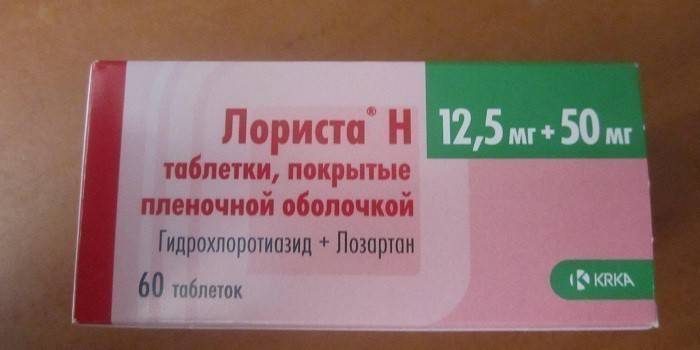 Лориста® Н
12,5 мг + 50 мг
таблетки, покрытые
пленочной оболочкой
Гидрохлоротиазид + Лозартан
60 таблеток
KRKA